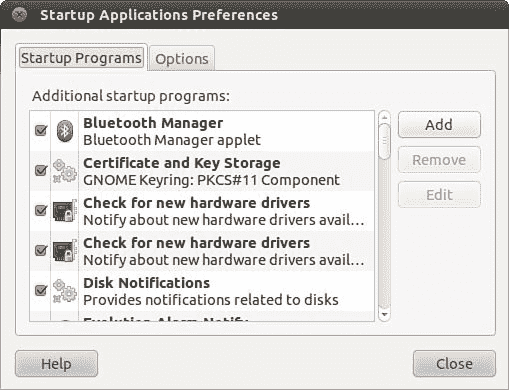 Startup Applications Preferences
Startup Programs
Options
Additional startup programs:
Bluetooth Manager
Bluetooth Manager applet
Certificate and Key Storage
GNOME Keyring: PKCS#11 Component
Check for new hardware drivers
Notify about new hardware drivers avail...
Check for new hardware drivers
Notify about new hardware drivers avail...
Disk Notifications
Provides notifications related to disks
Evolution Alarm Notify
Add
Remove
Edit
Help
Close